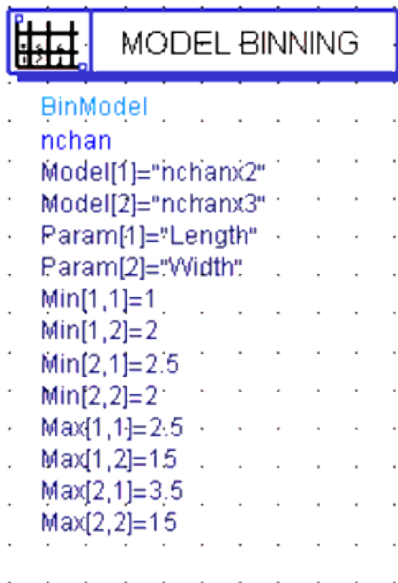 MODEL BINNING
BinModel
nchan
Model[1]="nchanx2"
Model[2]="nchanx3"
Param[1]="Length"
Param[2]="Width"
Min[1,1]=1
Min[1,2]=2
Min[2,1]=2.5
Min[2,2]=2
Max[1,1]=2.5
Max[1,2]=15
Max[2,1]=3.5
Max[2,2]=15